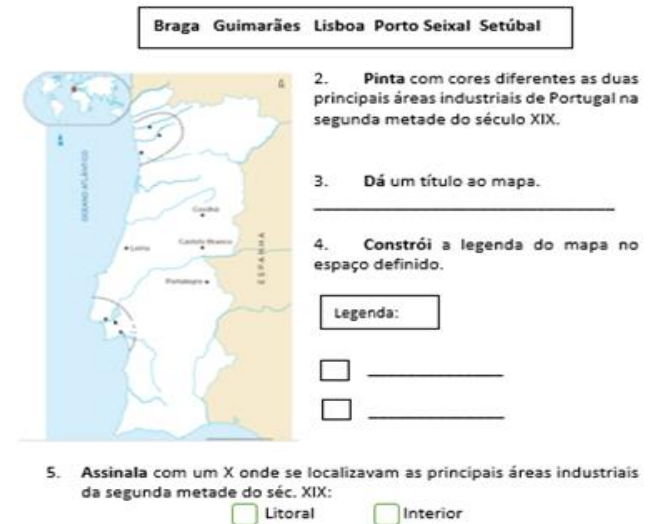 Braga Guimarães Lisboa Porto Seixal Setúbal
2. Pinta com cores diferentes as duas
principais áreas industriais de Portugal na
segunda metade do século XIX.
3. Dá um título ao mapa.
4. Constrói a legenda do mapa no
espaço definido.
Legenda:
OCEANO ATLÂNTICO
Covilhã
Leiria
Castelo Branco
Portalegre
ESPANHA
5. Assinala com um X onde se localizavam as principais áreas industriais
da segunda metade do séc. XIX:
Litoral Interior